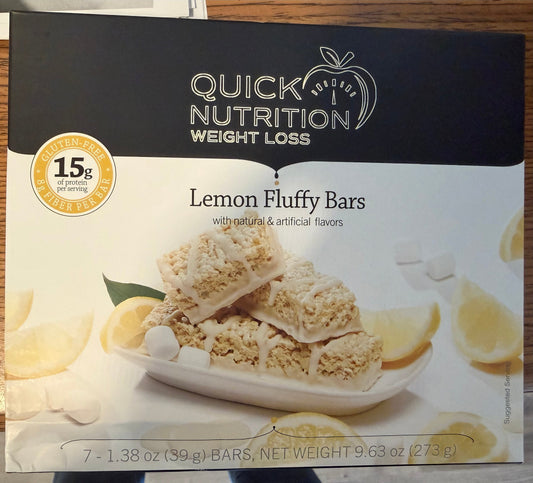 QUICK
NUTRITION
WEIGHT LOSS
GLUTEN-FREE
15g
of protein
per serving
8g FIBER PER BAR
Lemon Fluffy Bars
with natural & artificial flavors
Suggested Serving
7 - 1.38 oz (39 g) BARS, NET WEIGHT 9.63 oz (273 g)